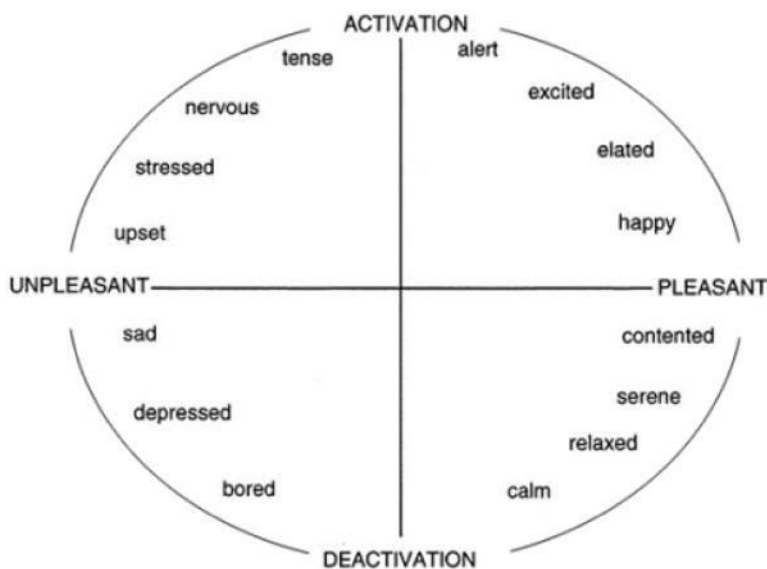 ACTIVATION
tense
alert
nervous
excited
stressed
elated
upset
happy
UNPLEASANT
PLEASANT
sad
contented
depressed
serene
relaxed
bored
calm
DEACTIVATION